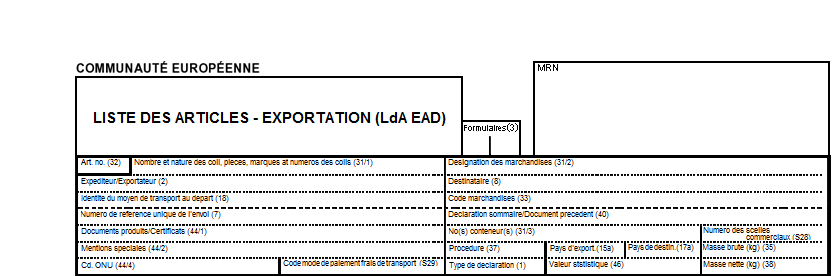 COMMUNAUTÉ EUROPÉENNE
MRN
LISTE DES ARTICLES - EXPORTATION (LdA EAD)
Formulaires(3)
Art. no. (32) Nombre et nature des coli, pieces, marques at numeros des colis (31/1) Designation des marchandises (31/2)
Expediteur/Exportateur (2) Destinataire (8)
Identite du moyen de transport au depart (18) Code marchandises (33)
Numero de reference unique de l'envoi (7) Declaration sommaire/Document precedent (40)
Documents produits/Certificats (44/1) No(s) conteneur(s) (31/3) Numero des scelles
commerciaux (S28)
Mentions speciales (44/2) Procedure (37) Pays d'export.(15a) Pays de destin.(17a) Masse brute (kg) (35)
Cd. ONU (44/4) Code mode de paiement frais de transport (S29) Type de declaration (1) Valeur ststistique (46) Masse nette (kg) (38)